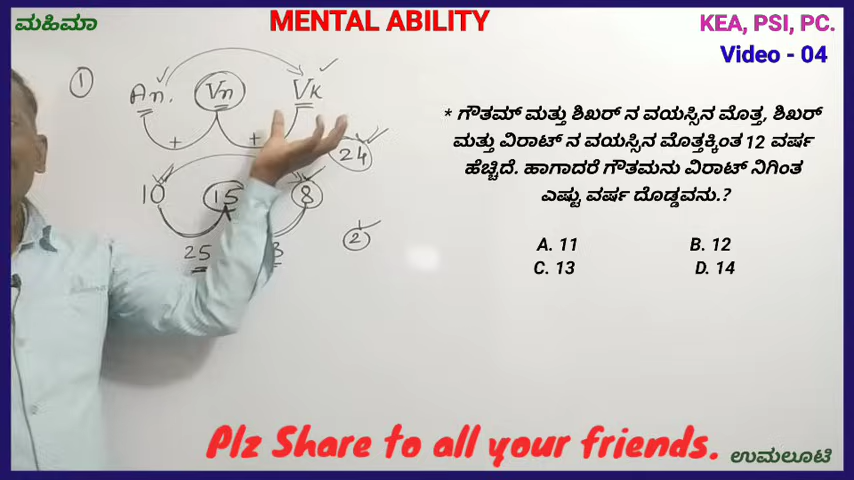 ಮಹಿಮಾ
MENTAL ABILITY
KEA, PSI, PC.
Video - 04
1
An.
Vn
Vk
+
+
24
10
15
8
25
3
2
* ಗೌತಮ್ ಮತ್ತು ಶಿಖರ್ ನ ವಯಸ್ಸಿನ ಮೊತ್ತ, ಶಿಖರ್
ಮತ್ತು ವಿರಾಟ್ ನ ವಯಸ್ಸಿನ ಮೊತ್ತಕ್ಕಿಂತ 12 ವರ್ಷ
ಹೆಚ್ಚಿದೆ. ಹಾಗಾದರೆ ಗೌತಮನು ವಿರಾಟ್ ನಿಗಿಂತ
ಎಷ್ಟು ವರ್ಷ ದೊಡ್ಡವನು.?
A. 11 B. 12
C. 13 D. 14
Plz Share to all your friends.
ಉಮಲೂಟಿ